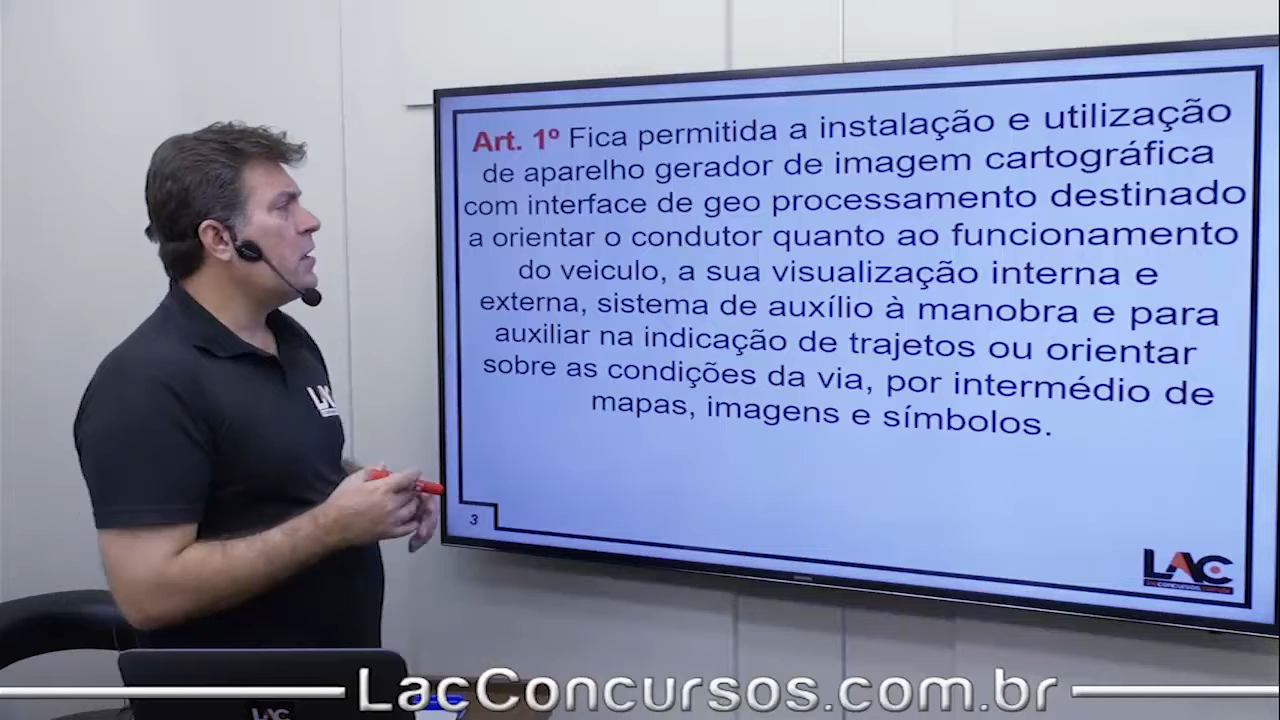 Art. 1º Fica permitida a instalação e utilização
de aparelho gerador de imagem cartográfica
com interface de geo processamento destinado
a orientar o condutor quanto ao funcionamento
do veiculo, a sua visualização interna e
externa, sistema de auxílio à manobra e para
auxiliar na indicação de trajetos ou orientar
sobre as condições da via, por intermédio de
mapas, imagens e símbolos.
3
LAC
LAC
LAC
LacConcursos.com.br